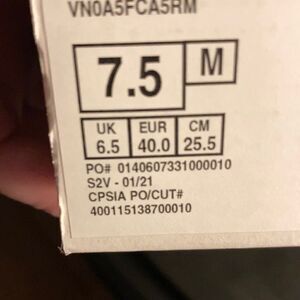 VN0A5FCA5RM
7.5 M
UK EUR CM
6.5 40.0 25.5
PO# 0140607331000010
S2V - 01/21
CPSIA PO/CUT#
400115138700010